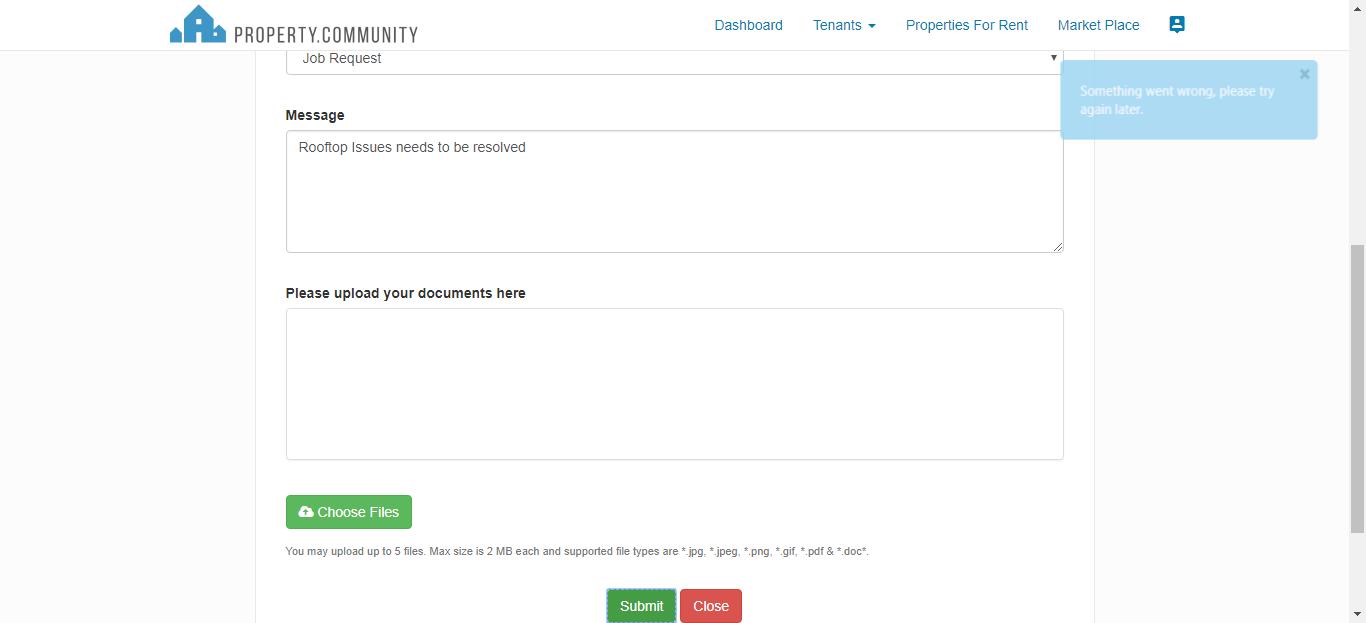 PROPERTY.COMMUNITY
Dashboard
Tenants
Properties For Rent
Market Place
Job Request
Something went wrong, please try
again later.
Message
Rooftop Issues needs to be resolved
Please upload your documents here
Choose Files
You may upload up to 5 files. Max size is 2 MB each and supported file types are *.jpg, *.jpeg, *.png, *.gif, *.pdf & *.doc*.
Submit
Close